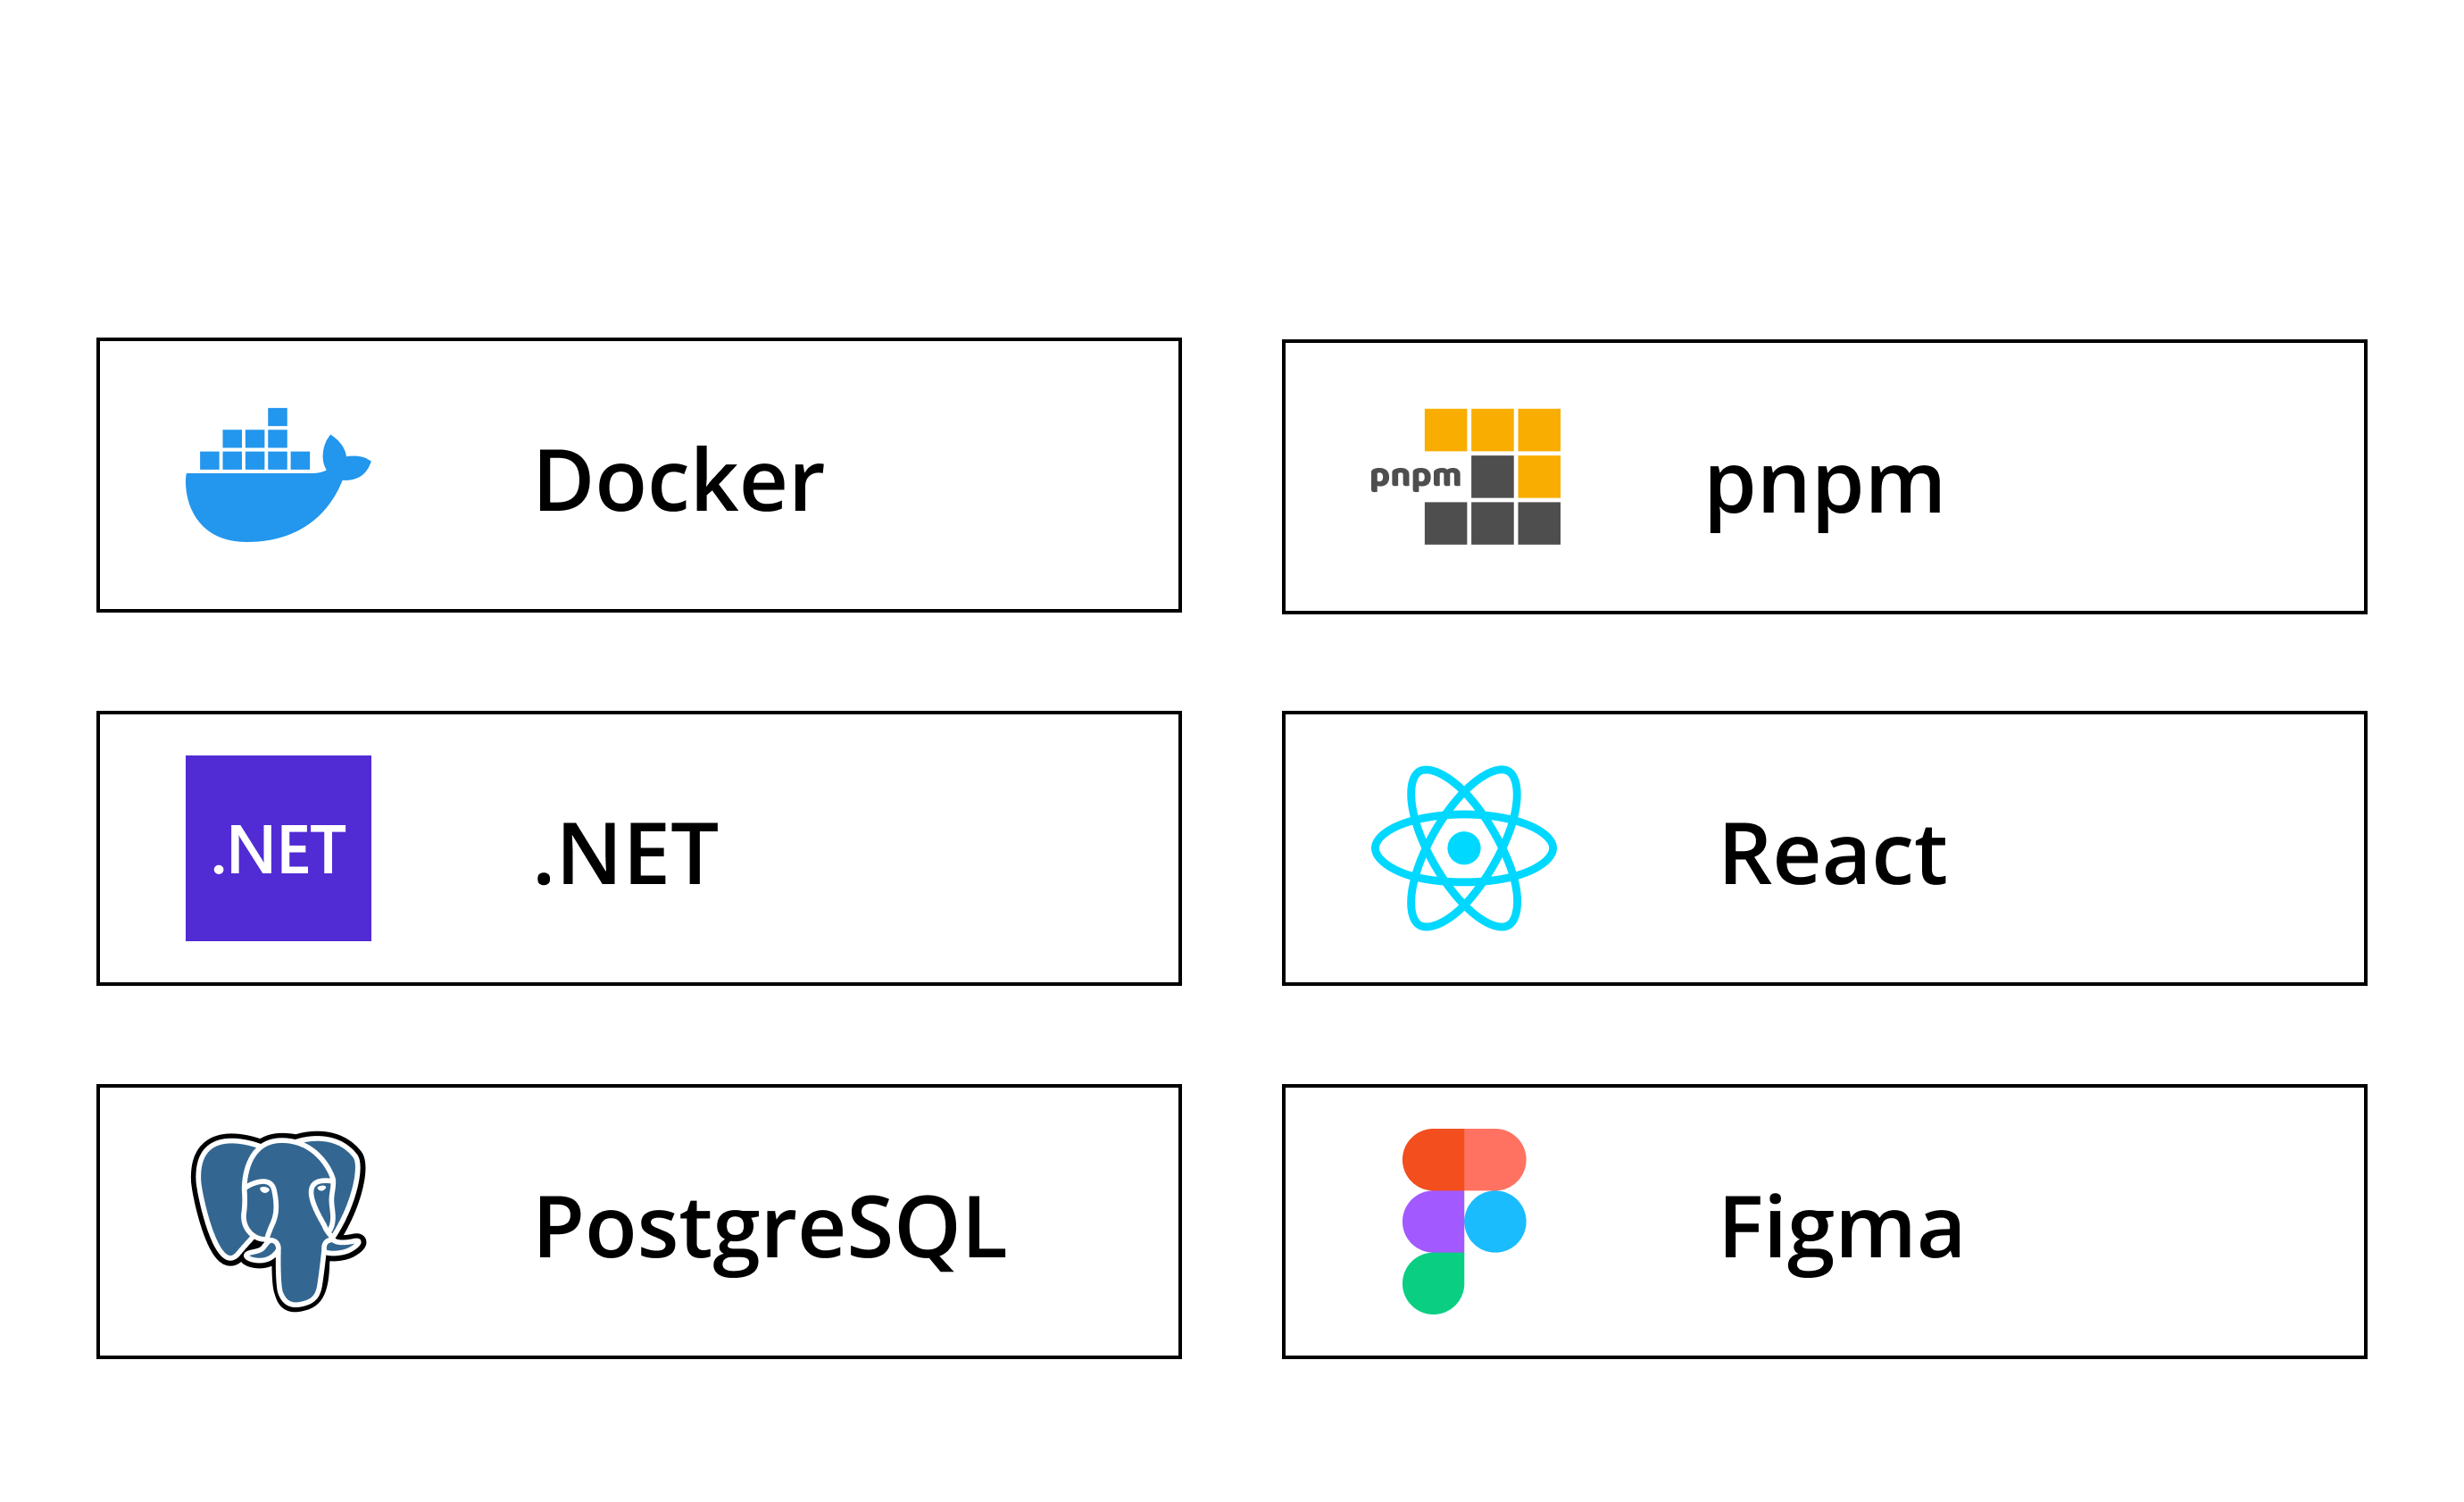 Docker
pnpm
pnpm
.NET
.NET
React
PostgreSQL
Figma